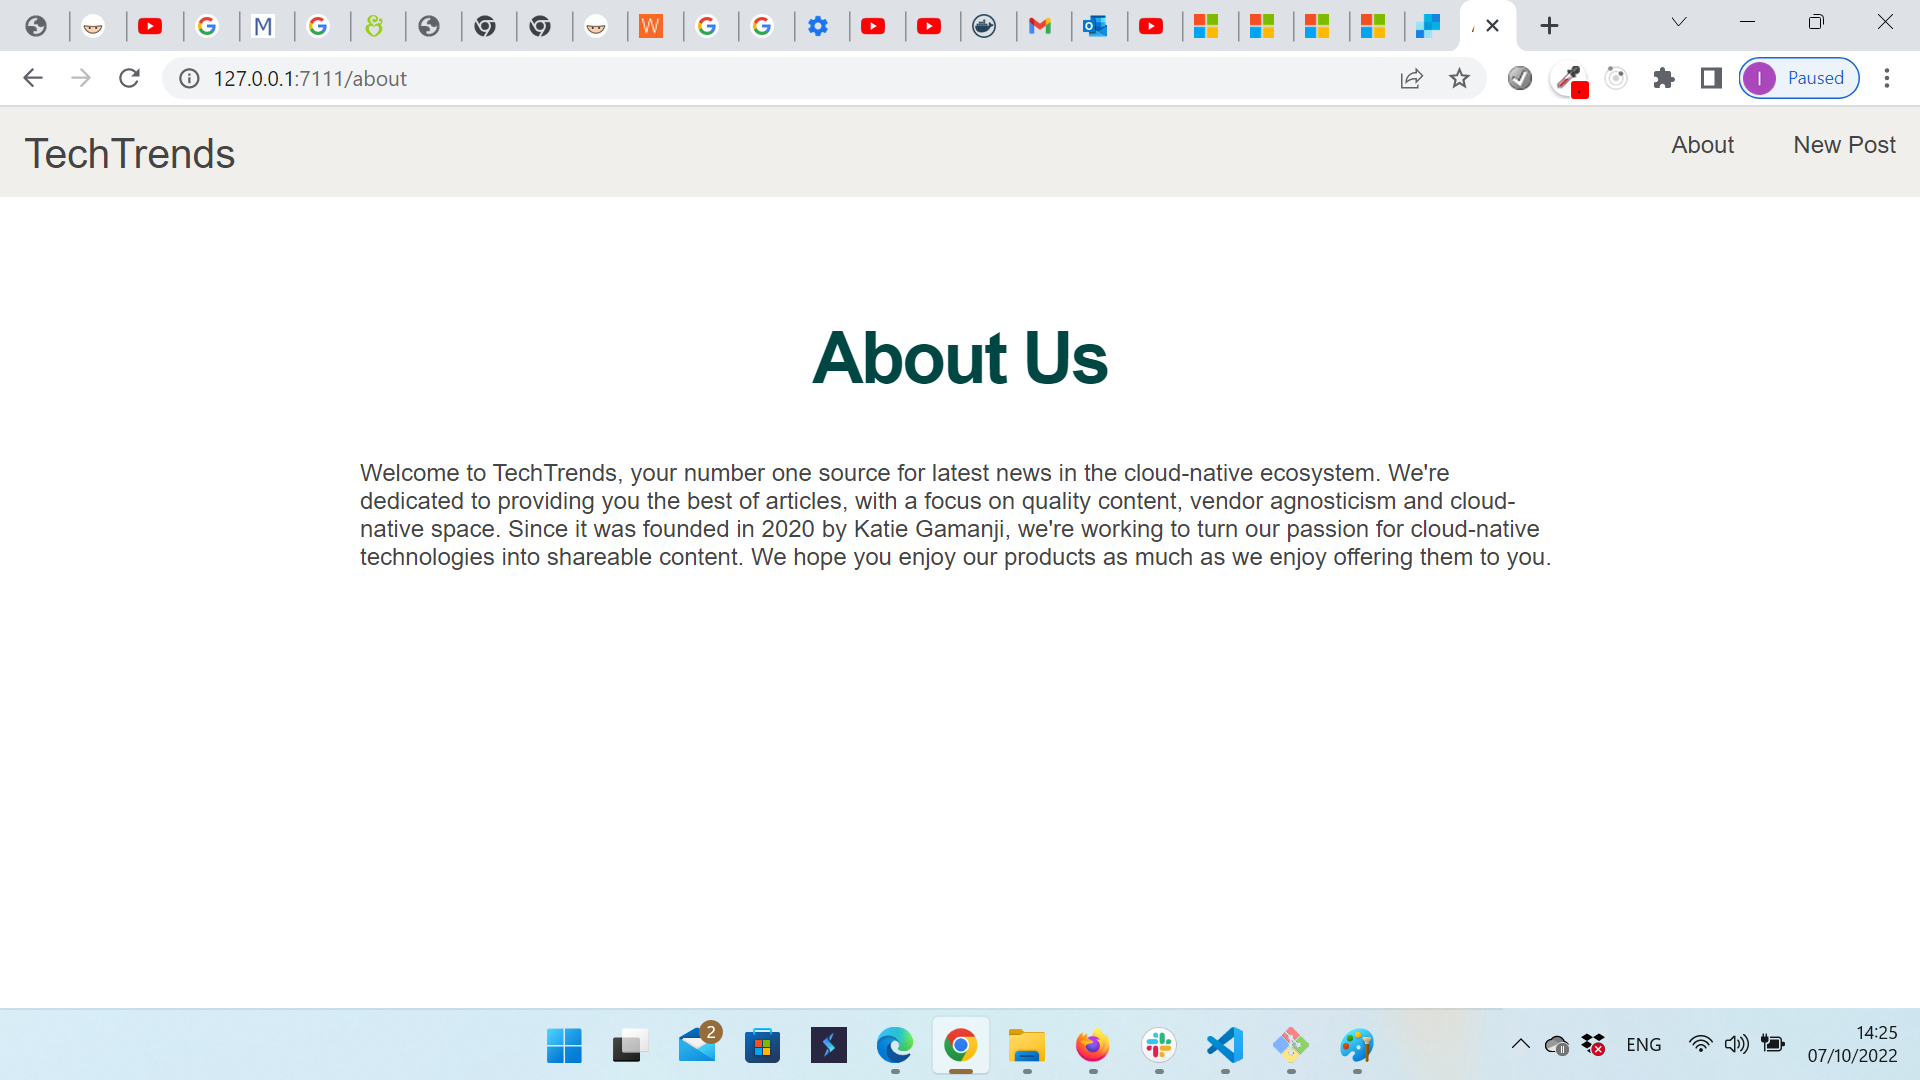 127.0.0.1:7111/about
Paused
TechTrends
About
New Post
About Us
Welcome to TechTrends, your number one source for latest news in the cloud-native ecosystem. We're
dedicated to providing you the best of articles, with a focus on quality content, vendor agnosticism and cloud-
native space. Since it was founded in 2020 by Katie Gamanji, we're working to turn our passion for cloud-native
technologies into shareable content. We hope you enjoy our products as much as we enjoy offering them to you.
2
ENG
14:25
07/10/2022